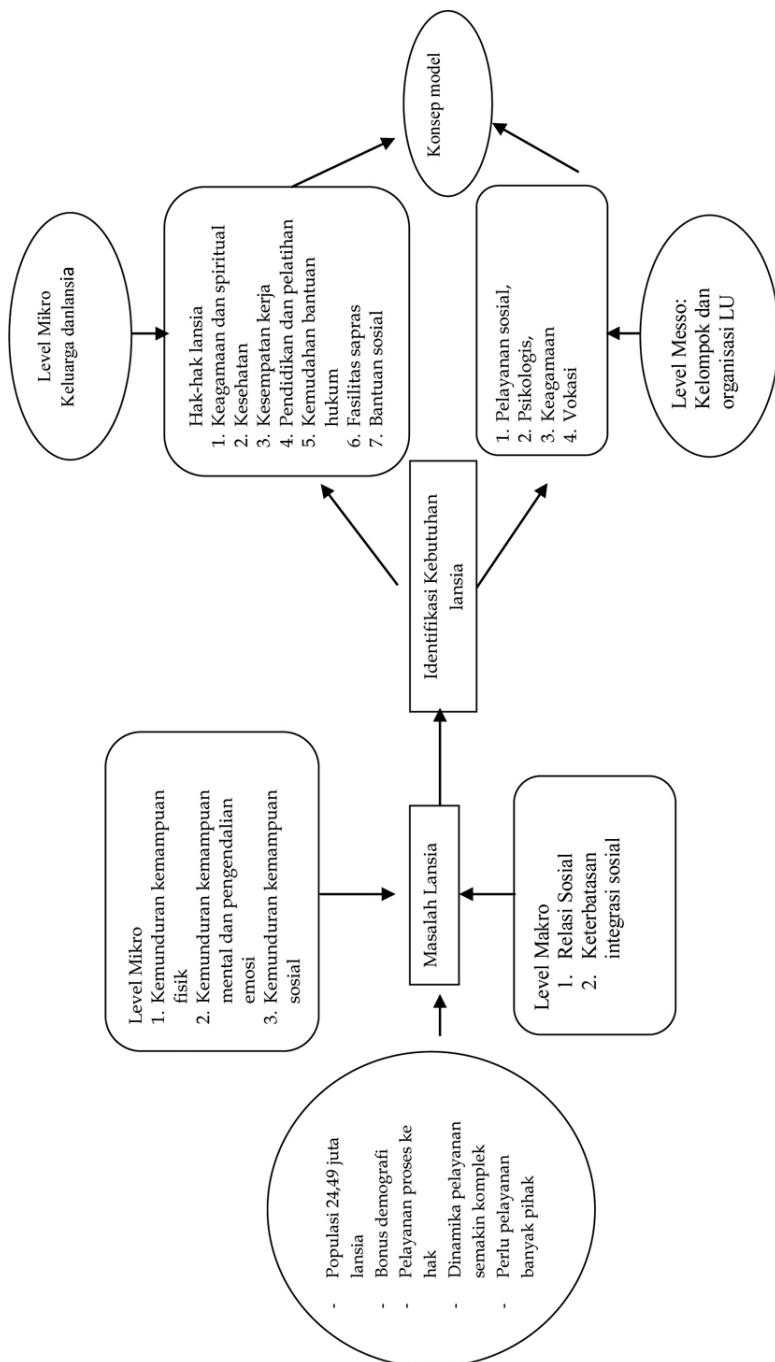 - Populasi 24,49 juta
lansia
- Bonus demografi
- Pelayanan proses ke
hak
- Dinamika pelayanan
semakin komplek
- Perlu pelayanan
banyak pihak
Level Mikro
1. Kemunduran kemampuan
fisik
2. Kemunduran kemampuan
mental dan pengendalian
emosi
3. Kemunduran kemampuan
sosial
Masalah Lansia
Level Makro
1. Relasi Sosial
2. Keterbatasan
integrasi sosial
Identifikasi Kebutuhan
lansia
Level Mikro
Keluarga danlansia
Hak-hak lansia
1. Keagamaan dan spiritual
2. Kesehatan
3. Kesempatan kerja
4. Pendidikan dan pelatihan
5. Kemudahan bantuan
hukum
6. Fasilitas sapras
7. Bantuan sosial
1. Pelayanan sosial,
2. Psikologis,
3. Keagamaan
4. Vokasi
Level Messo:
Kelompok dan
organisasi LU
Konsep model